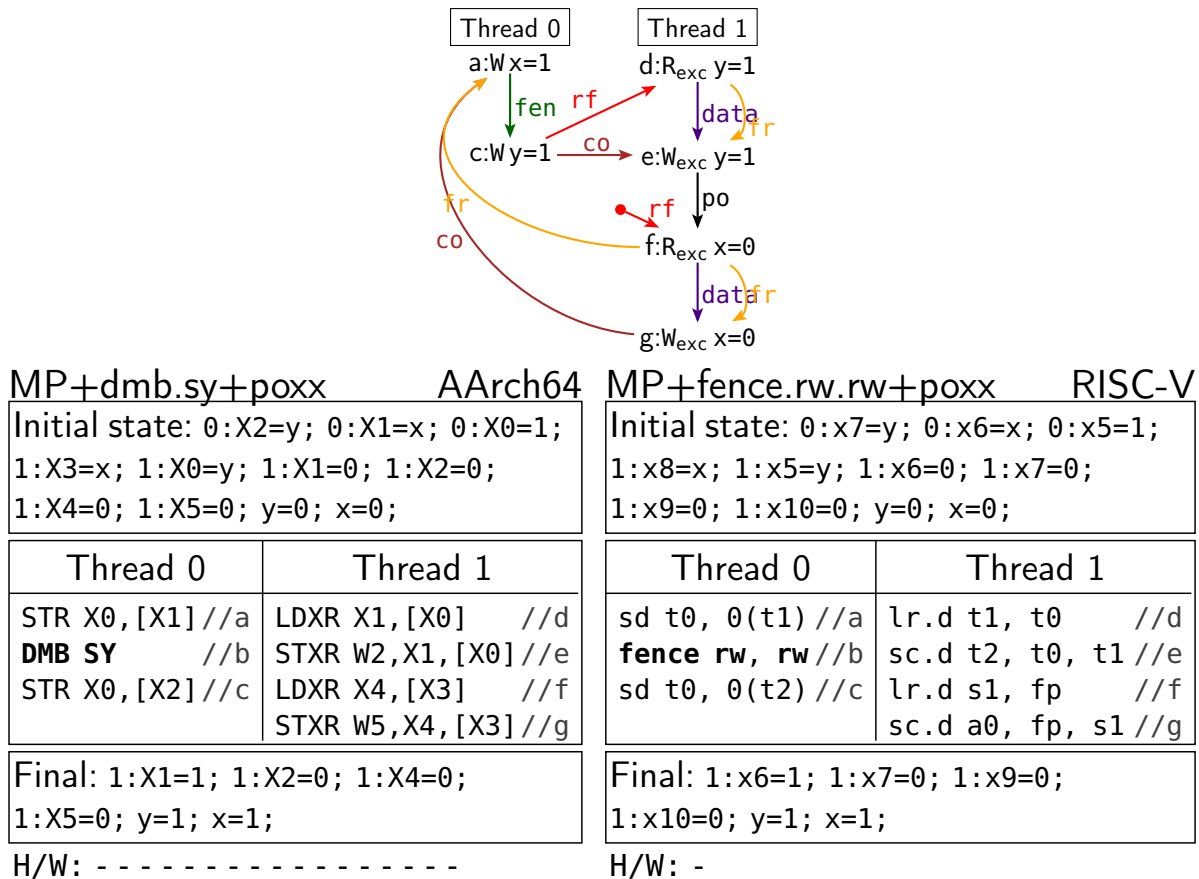 Thread 0 Thread 1
a:W x=1 d:Rexc y=1
fen rf data fr
c:W y=1 co e:Wexc y=1
po
fr rf
co f:Rexc x=0
data fr
g:Wexc x=0
MP+dmb.sy+poxx AArch64
Initial state: 0:X2=y; 0:X1=x; 0:X0=1;
1:X3=x; 1:X0=y; 1:X1=0; 1:X2=0;
1:X4=0; 1:X5=0; y=0; x=0;
Thread 0 Thread 1
STR X0,[X1]//a LDXR X1,[X0] //d
DMB SY //b STXR W2,X1,[X0]//e
STR X0,[X2]//c LDXR X4,[X3] //f
STXR W5,X4,[X3]//g
Final: 1:X1=1; 1:X2=0; 1:X4=0;
1:X5=0; y=1; x=1;
H/W: - - - - - - - - - - - - - - - - -
MP+fence.rw.rw+poxx RISC-V
Initial state: 0:x7=y; 0:x6=x; 0:x5=1;
1:x8=x; 1:x5=y; 1:x6=0; 1:x7=0;
1:x9=0; 1:x10=0; y=0; x=0;
Thread 0 Thread 1
sd t0, 0(t1)//a lr.d t1, t0 //d
fence rw, rw//b sc.d t2, t0, t1//e
sd t0, 0(t2)//c lr.d s1, fp //f
sc.d a0, fp, s1//g
Final: 1:x6=1; 1:x7=0; 1:x9=0;
1:x10=0; y=1; x=1;
H/W: -